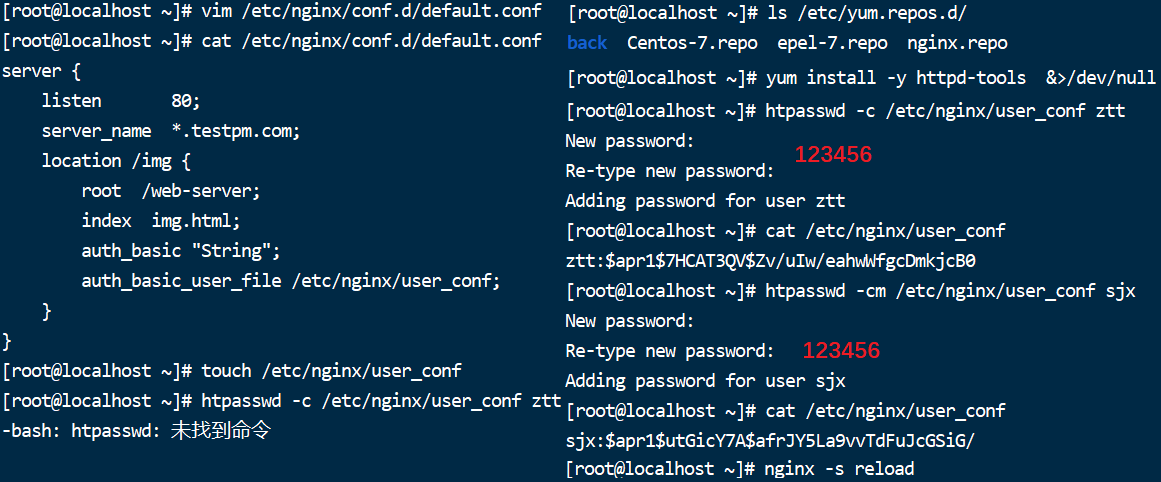 [root@localhost ~]# vim /etc/nginx/conf.d/default.conf
[root@localhost ~]# cat /etc/nginx/conf.d/default.conf
server {
    listen       80;
    server_name  *.testpm.com;
    location /img {
        root  /web-server;
        index  img.html;
        auth_basic "String";
        auth_basic_user_file /etc/nginx/user_conf;
    }
}
[root@localhost ~]# touch /etc/nginx/user_conf
[root@localhost ~]# htpasswd -c /etc/nginx/user_conf ztt
-bash: htpasswd: 未找到命令
[root@localhost ~]# ls /etc/yum.repos.d/
back  Centos-7.repo  epel-7.repo  nginx.repo
[root@localhost ~]# yum install -y httpd-tools  &>/dev/null
[root@localhost ~]# htpasswd -c /etc/nginx/user_conf ztt
New password:
123456
Re-type new password:
Adding password for user ztt
[root@localhost ~]# cat /etc/nginx/user_conf
ztt:$apr1$7HCAT3QV$Zv/uIw/eahwWfgcDmkjcB0
[root@localhost ~]# htpasswd -cm /etc/nginx/user_conf sjx
New password:
Re-type new password: 123456
Adding password for user sjx
[root@localhost ~]# cat /etc/nginx/user_conf
sjx:$apr1$utGicY7A$afrJY5La9vvTdFuJcGSiG/
[root@localhost ~]# nginx -s reload